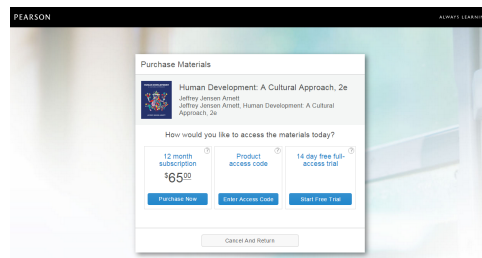 PEARSON
ALWAYS LEARNIN
Purchase Materials
Human Development: A Cultural Approach, 2e
Jeffrey Jensen Arnett
Jeffrey Jensen Arnett, Human Development: A Cultural
Approach, 2e
How would you like to access the materials today?
12 month
subscription
$65.00
Purchase Now
Product
access code
Enter Access Code
14 day free full-
access trial
Start Free Trial
Cancel And Return